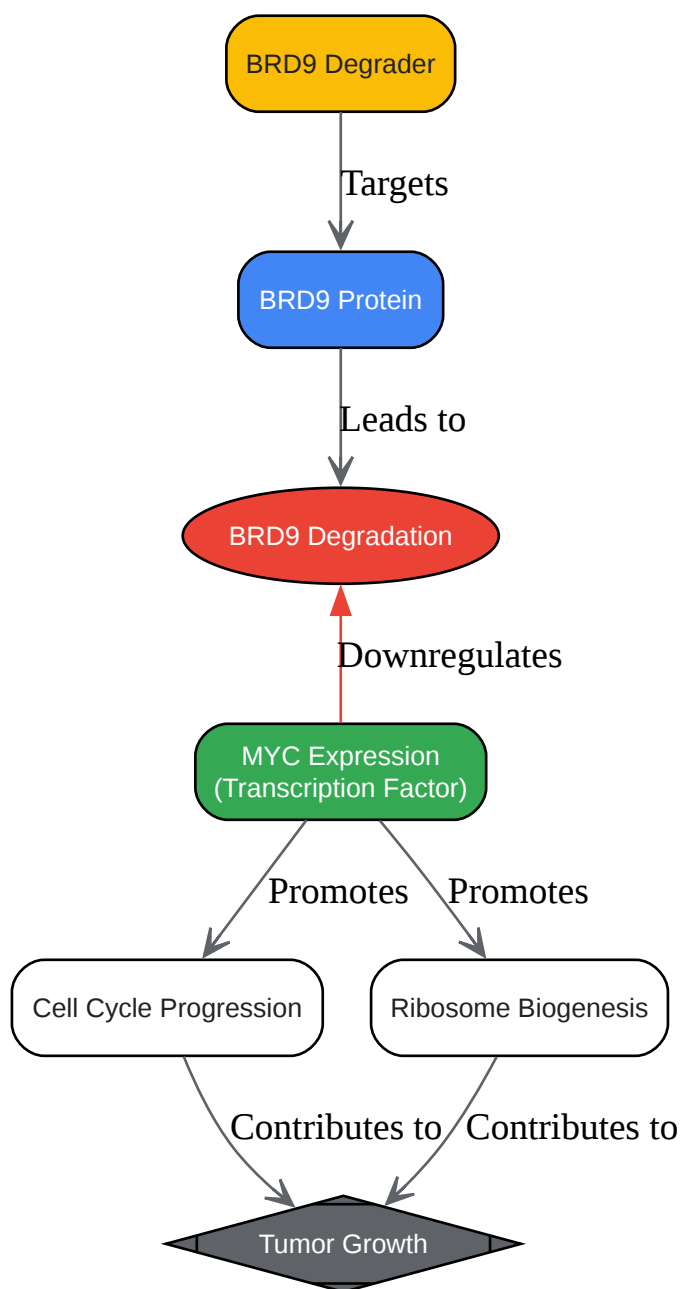 BRD9 Degrader
Targets
BRD9 Protein
Leads to
BRD9 Degradation
Downregulates
MYC Expression
(Transcription Factor)
Promotes
Promotes
Cell Cycle Progression
Ribosome Biogenesis
Contributes to
Contributes to
Tumor Growth